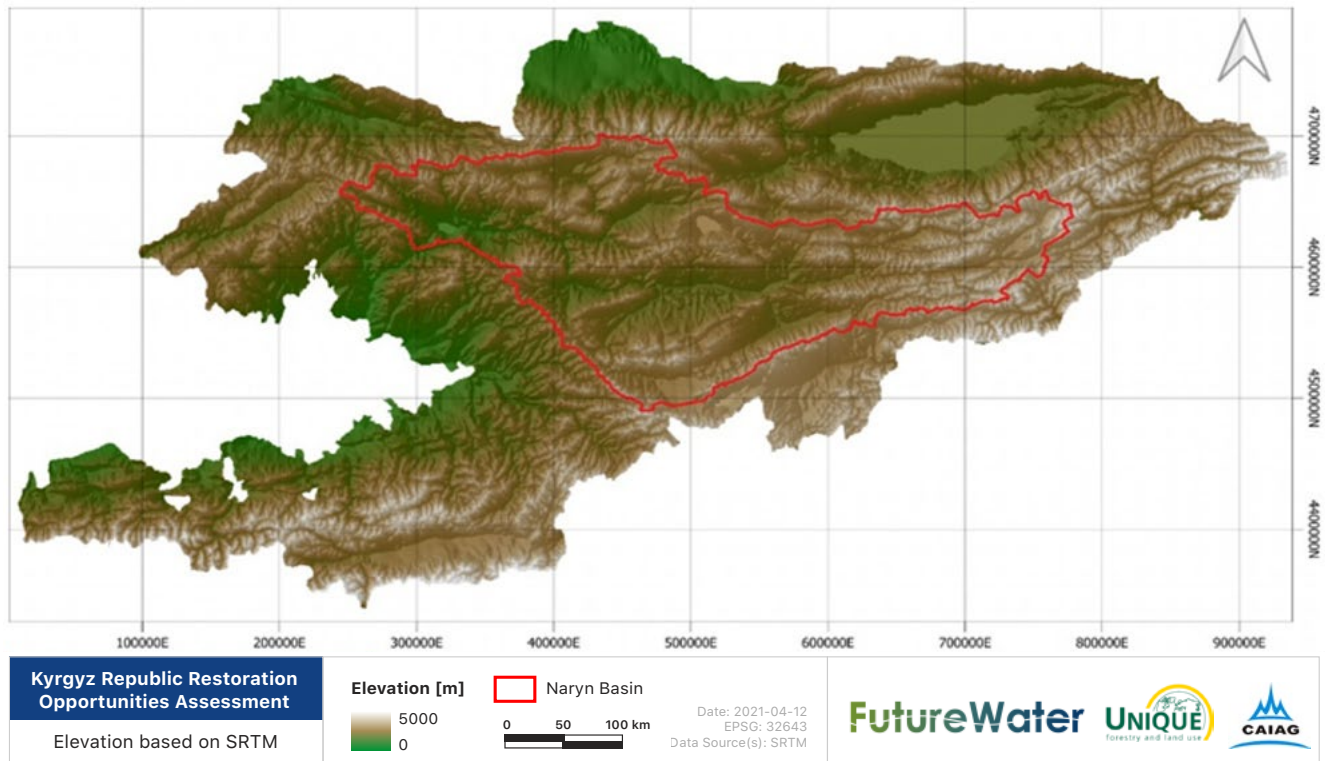 4700000N
4600000N
4500000N
4400000N
100000E 200000E 300000E 400000E 500000E 600000E 700000E 800000E 900000E
Kyrgyz Republic Restoration
Opportunities Assessment
Elevation based on SRTM
Elevation [m]
5000
0
Naryn Basin
0 50 100 km
Date: 2021-04-12
EPSG: 32643
Data Source(s): SRTM
FutureWater
UNIQUE
forestry and land use
CAIAG